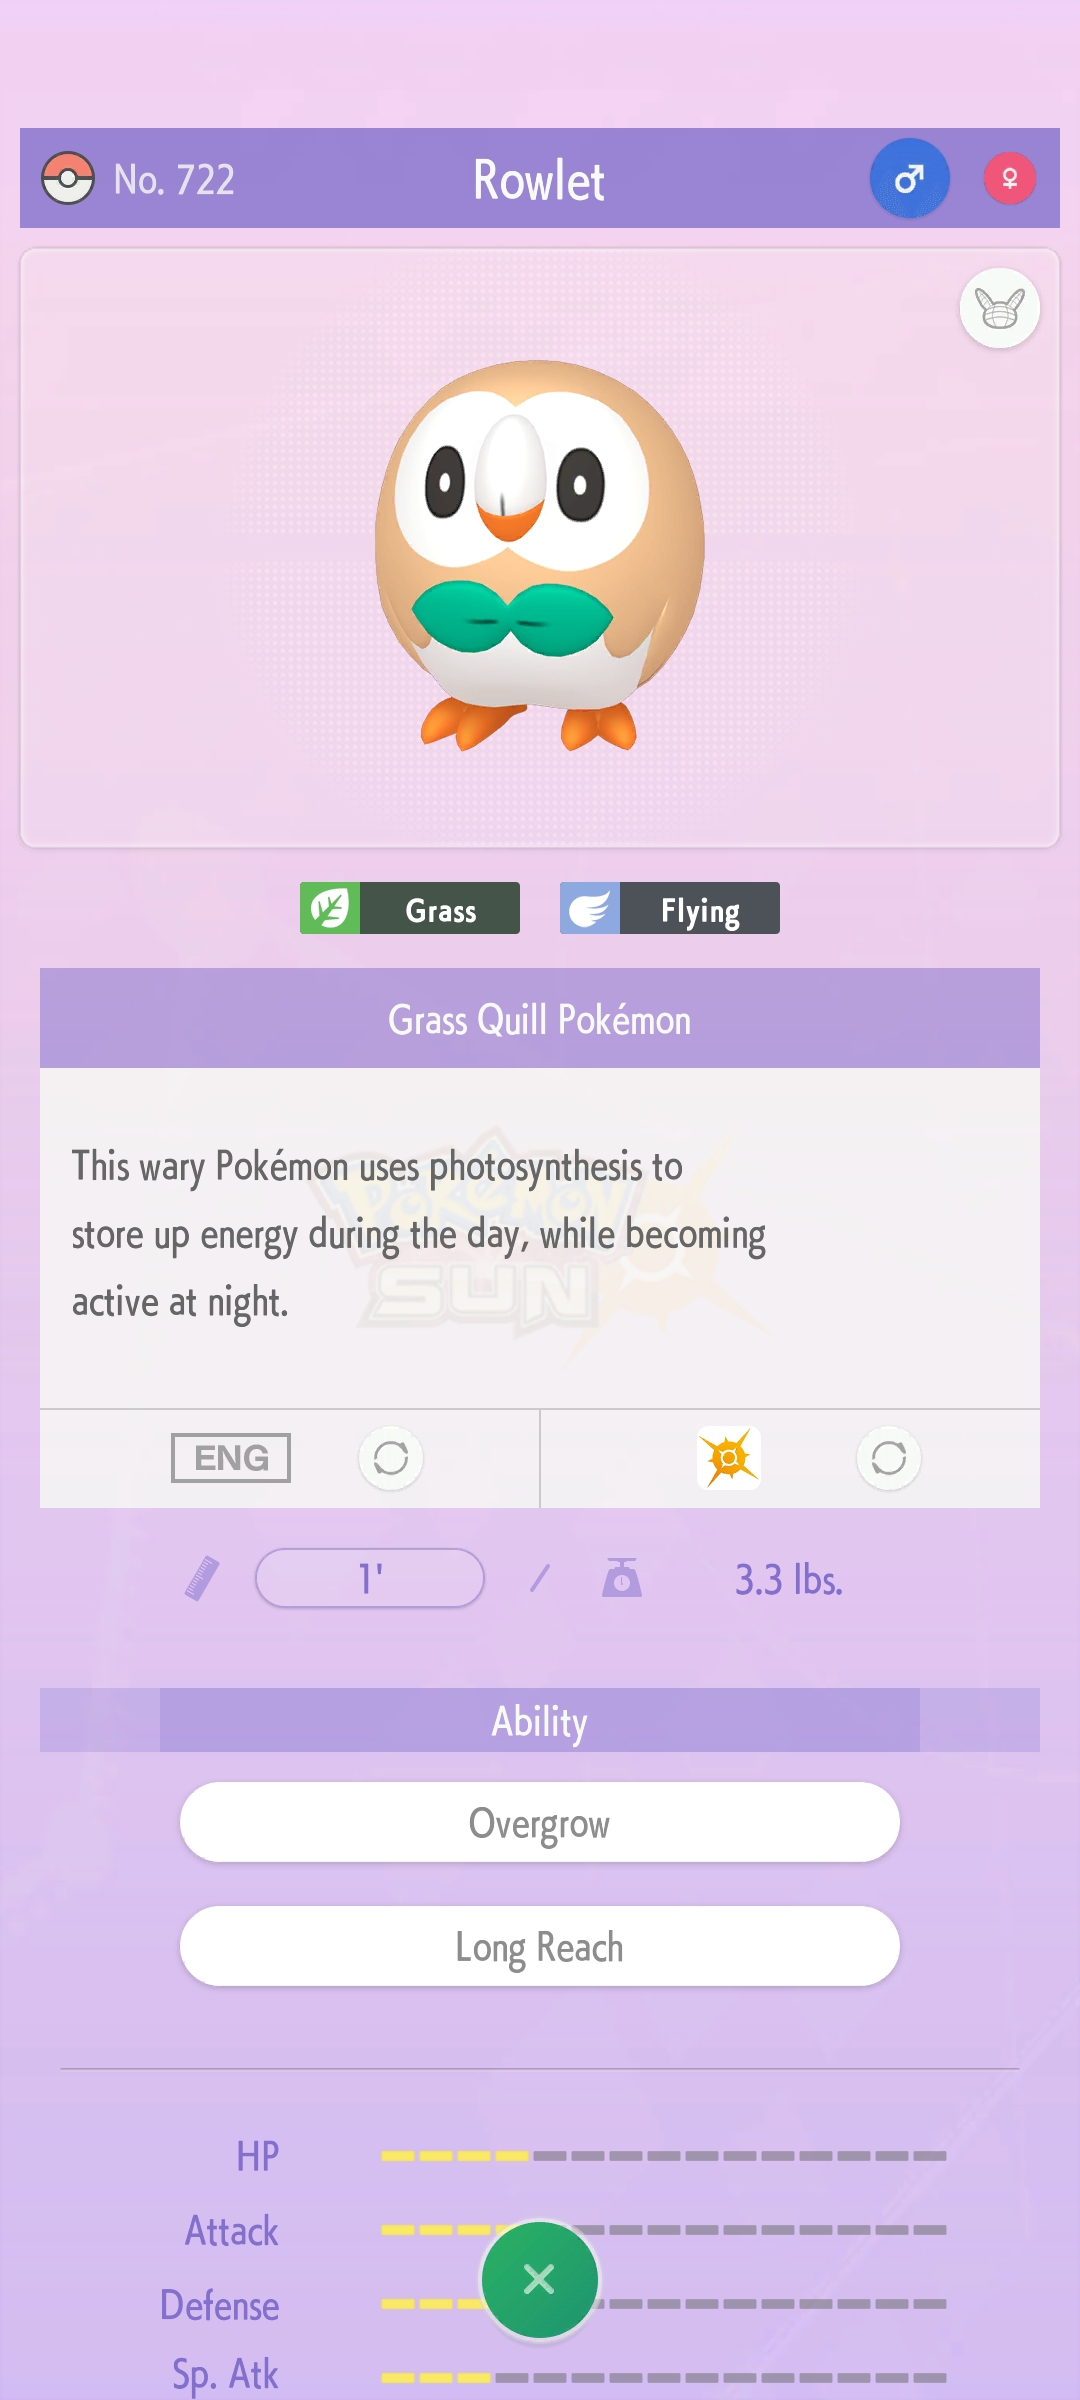 No. 722
Rowlet
♂
♀
Grass
Flying
Grass Quill Pokémon
This wary Pokémon uses photosynthesis to
store up energy during the day, while becoming
active at night.
POKÉMON
SUN
ENG
1' / 3.3 lbs.
Ability
Overgrow
Long Reach
HP
Attack
Defense
Sp. Atk